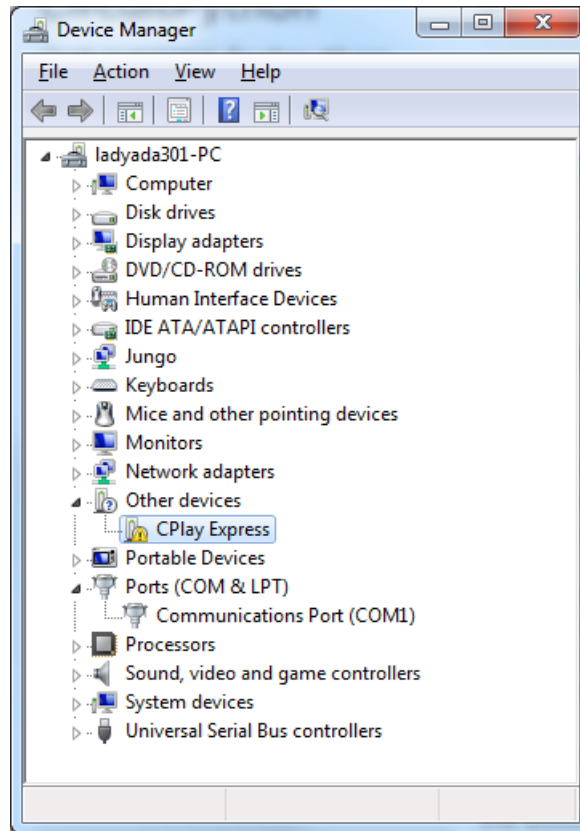 Device Manager
File Action View Help
ladyada301-PC
Computer
Disk drives
Display adapters
DVD/CD-ROM drives
Human Interface Devices
IDE ATA/ATAPI controllers
Jungo
Keyboards
Mice and other pointing devices
Monitors
Network adapters
Other devices
CPlay Express
Portable Devices
Ports (COM & LPT)
Communications Port (COM1)
Processors
Sound, video and game controllers
System devices
Universal Serial Bus controllers